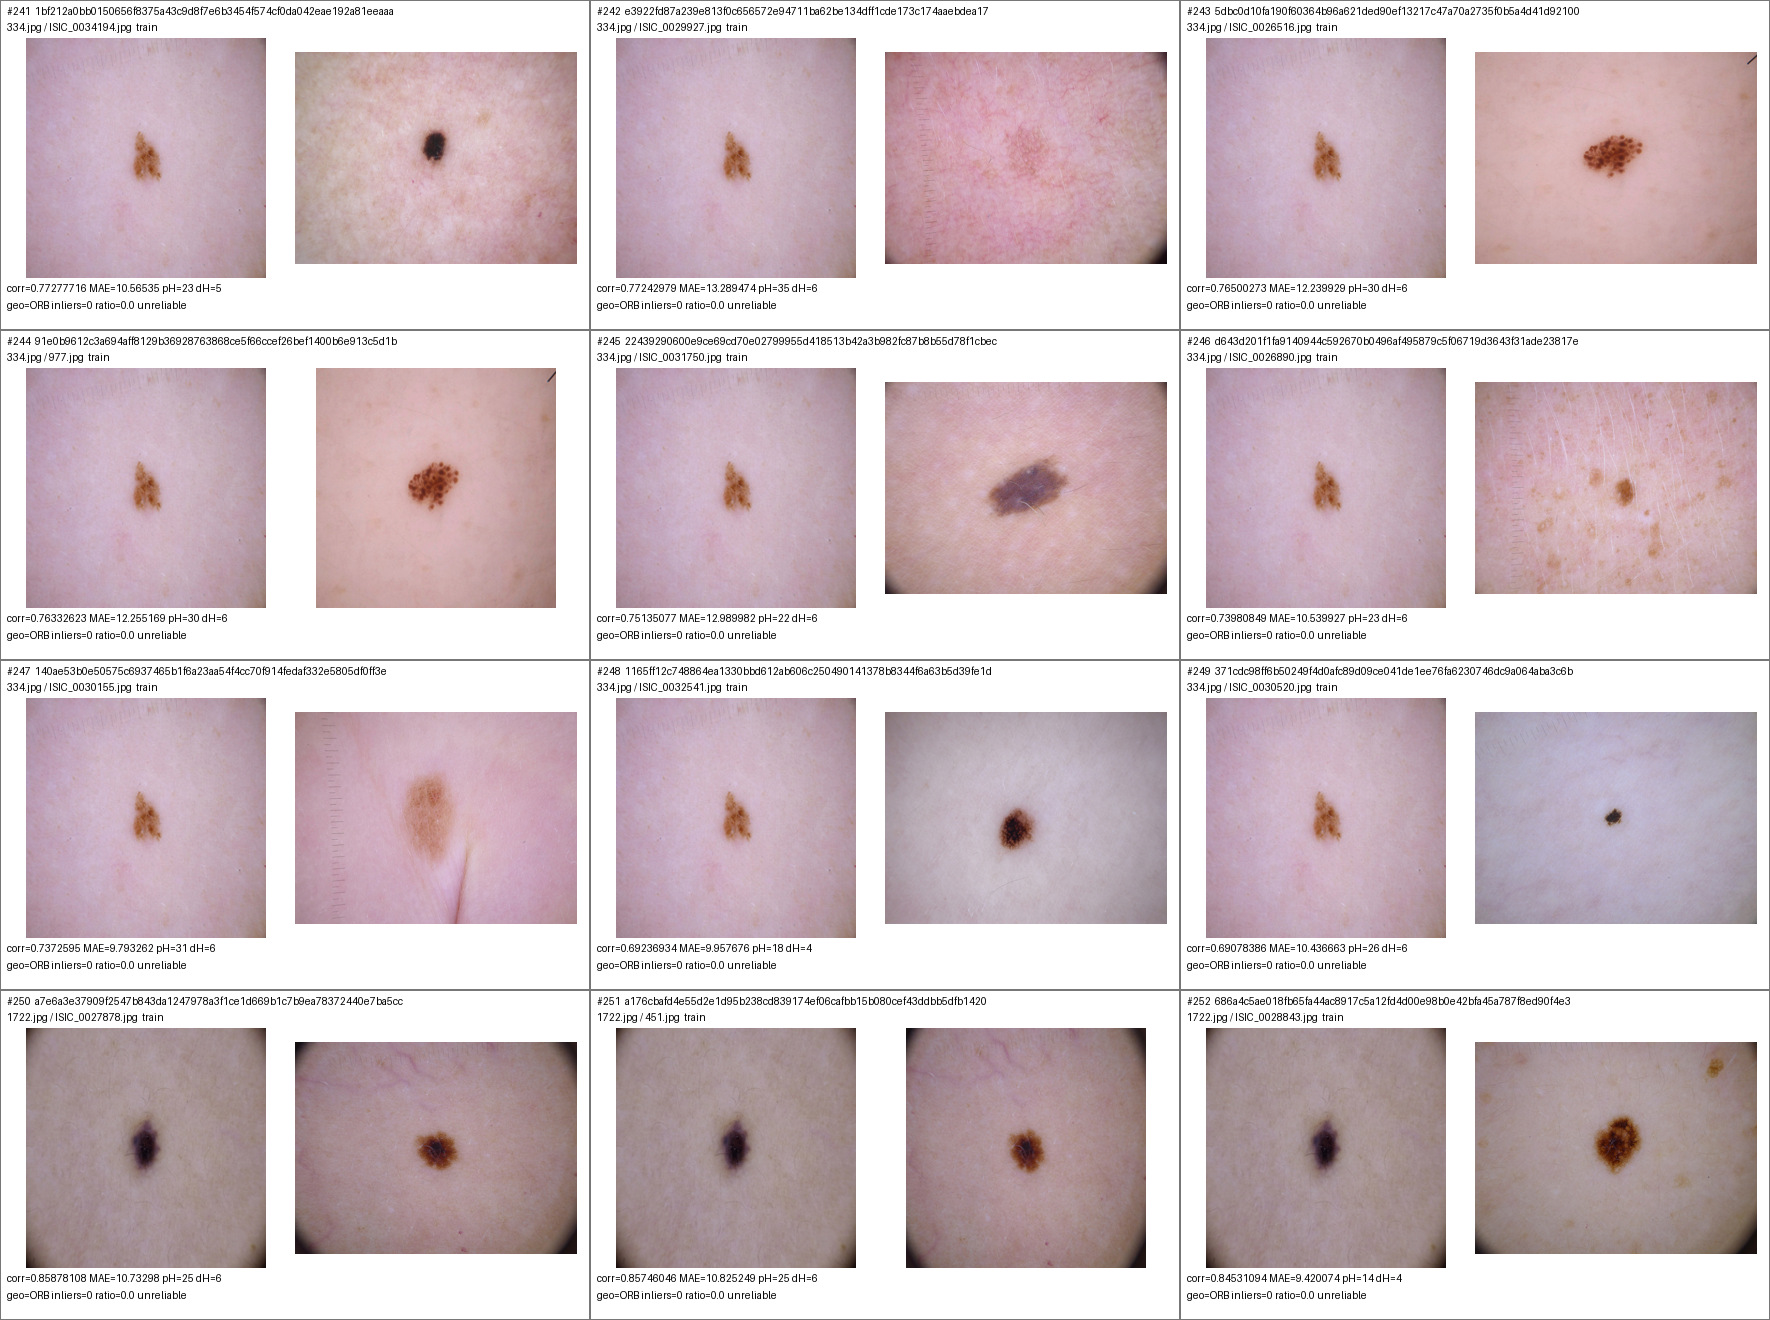 #241 1bf212a0bb0150656f8375a43c9d8f7e6b3454f574cf0da042eae192a81eeaaa
334.jpg / ISIC_0034194.jpg train
corr=0.77277716 MAE=10.56535 pH=23 dH=5
geo=ORB inliers=0 ratio=0.0 unreliable
#242 e3922fd87a239e813f0c656572e94711ba62be134dff1cde173c174aaebdea17
334.jpg / ISIC_0029927.jpg train
corr=0.77242979 MAE=13.289474 pH=35 dH=6
geo=ORB inliers=0 ratio=0.0 unreliable
#243 5dbc0d10fa190f60364b96a621ded90ef13217c47a70a2735f0b5a4d41d92100
334.jpg / ISIC_0026516.jpg train
corr=0.76500273 MAE=12.239929 pH=30 dH=6
geo=ORB inliers=0 ratio=0.0 unreliable
#244 91e0b9612c3a694aff8129b36928763868ce5f66ccef26bef1400b6e913c5d1b
334.jpg / 977.jpg train
corr=0.76332623 MAE=12.255169 pH=30 dH=6
geo=ORB inliers=0 ratio=0.0 unreliable
#245 22439290600e9ce69cd70e02799955d418513b42a3b982fc87b8b55d78f1cbec
334.jpg / ISIC_0031750.jpg train
corr=0.75135077 MAE=12.989982 pH=22 dH=6
geo=ORB inliers=0 ratio=0.0 unreliable
#246 d643d201f1fa9140944c592670b0496af495879c5f06719d3643f31ade23817e
334.jpg / ISIC_0026890.jpg train
corr=0.73980849 MAE=10.539927 pH=23 dH=6
geo=ORB inliers=0 ratio=0.0 unreliable
#247 140ae53b0e50575c6937465b1f6a23aa54f4cc70f914fedaf332e5805df0ff3e
334.jpg / ISIC_0030155.jpg train
corr=0.7372595 MAE=9.793262 pH=31 dH=6
geo=ORB inliers=0 ratio=0.0 unreliable
#248 1165ff12c748864ea1330bbd612ab606c250490141378b8344f6a63b5d39fe1d
334.jpg / ISIC_0032541.jpg train
corr=0.69236934 MAE=9.957676 pH=18 dH=4
geo=ORB inliers=0 ratio=0.0 unreliable
#249 371cdc98ff6b50249f4d0afc89d09ce041de1ee76fa6230746dc9a064aba3c6b
334.jpg / ISIC_0030520.jpg train
corr=0.69078386 MAE=10.436663 pH=26 dH=6
geo=ORB inliers=0 ratio=0.0 unreliable
#250 a7e6a3e37909f2547b843da1247978a3f1ce1d669b1c7b9ea78372440e7ba5cc
1722.jpg / ISIC_0027878.jpg train
corr=0.85878108 MAE=10.73298 pH=25 dH=6
geo=ORB inliers=0 ratio=0.0 unreliable
#251 a176cbafd4e55d2e1d95b238cd839174ef06cafbb15b080cef43ddbb5dfb1420
1722.jpg / 451.jpg train
corr=0.85746046 MAE=10.825249 pH=25 dH=6
geo=ORB inliers=0 ratio=0.0 unreliable
#252 686a4c5ae018fb65fa44ac8917c5a12fd4d00e98b0e42bfa45a787f8ed90f4e3
1722.jpg / ISIC_0028843.jpg train
corr=0.84531094 MAE=9.420074 pH=14 dH=4
geo=ORB inliers=0 ratio=0.0 unreliable